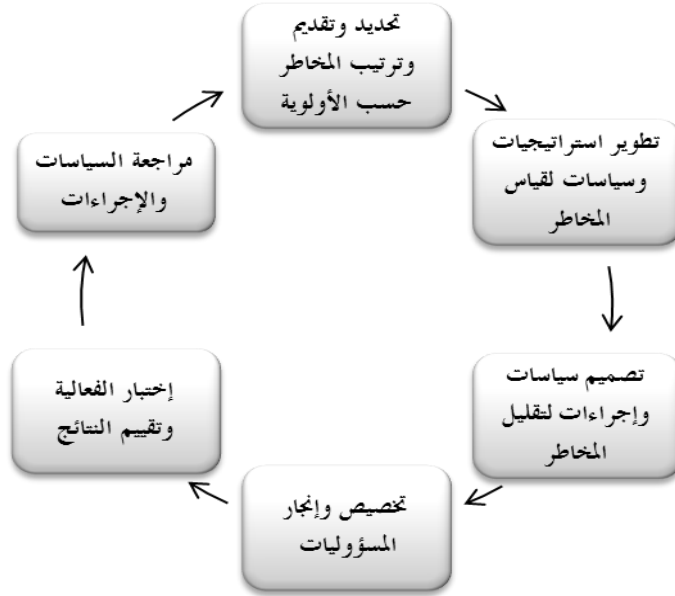 تحديد وتقديم
وترتيب المخاطر
حسب الأولوية
تطوير استراتيجيات
وسياسات لقياس
المخاطر
تصميم سياسات
وإجراءات لتقليل
المخاطر
تخصيص وإنجار
المسؤوليات
إختبار الفعالية
وتقييم النتائج
مراجعة السياسات
والإجراءات